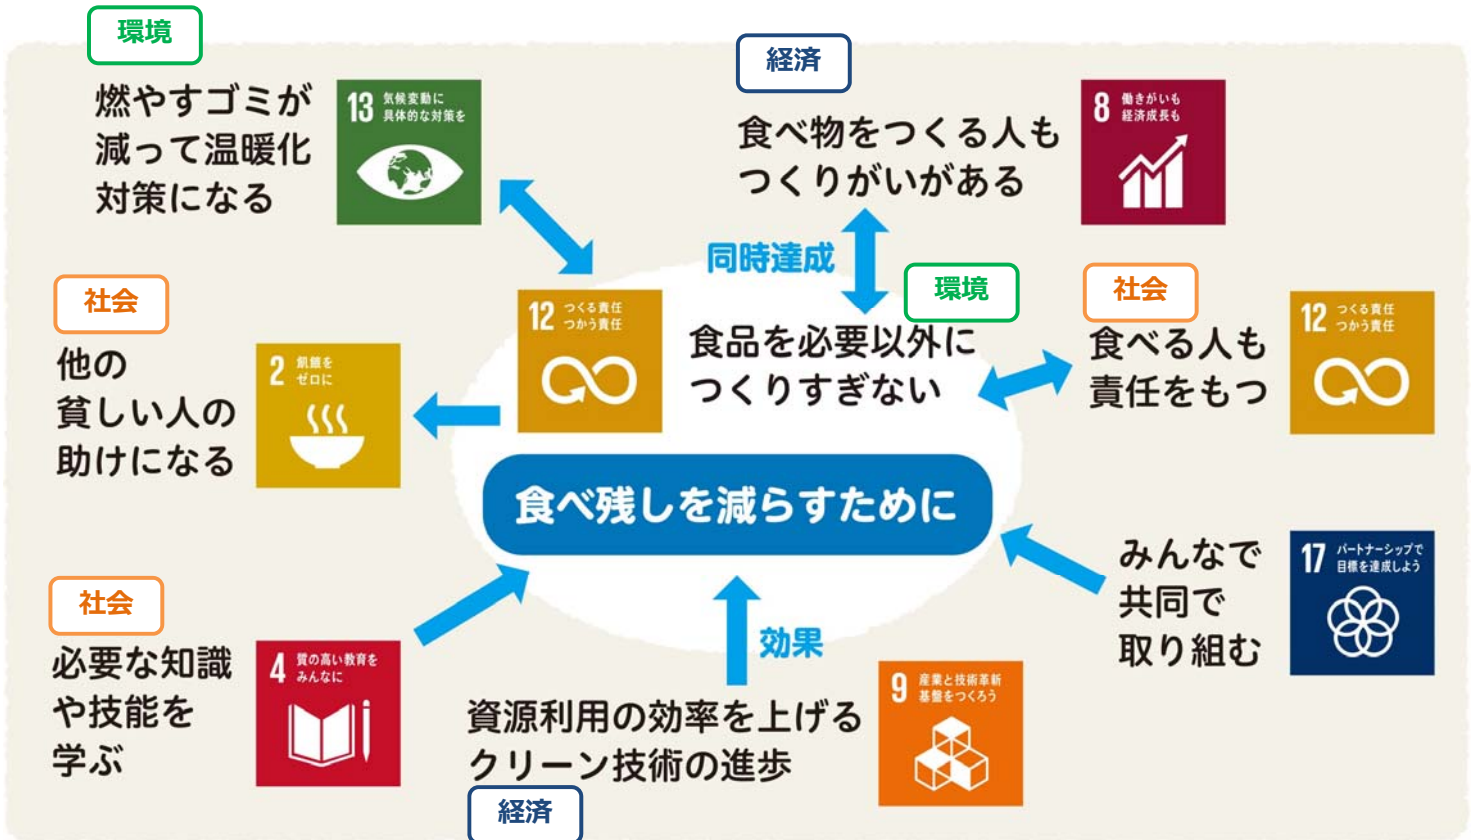 環境
燃やすゴミが
減って温暖化
対策になる
13 気候変動に
具体的な対策を
経済
食べ物をつくる人も
つくりがいがある
8 働きがいも
経済成長も
同時達成
社会
他の
貧しい人の
助けになる
2 飢餓を
ゼロに
12 つくる責任
つかう責任
環境
食品を必要以外に
つくりすぎない
社会
食べる人も
責任をもつ
12 つくる責任
つかう責任
食べ残しを減らすために
社会
必要な知識
や技能を
学ぶ
4 質の高い教育を
みんなに
効果
資源利用の効率を上げる
クリーン技術の進歩
経済
9 産業と技術革新
基盤をつくろう
みんなで
共同で
取り組む
17 パートナーシップで
目標を達成しよう